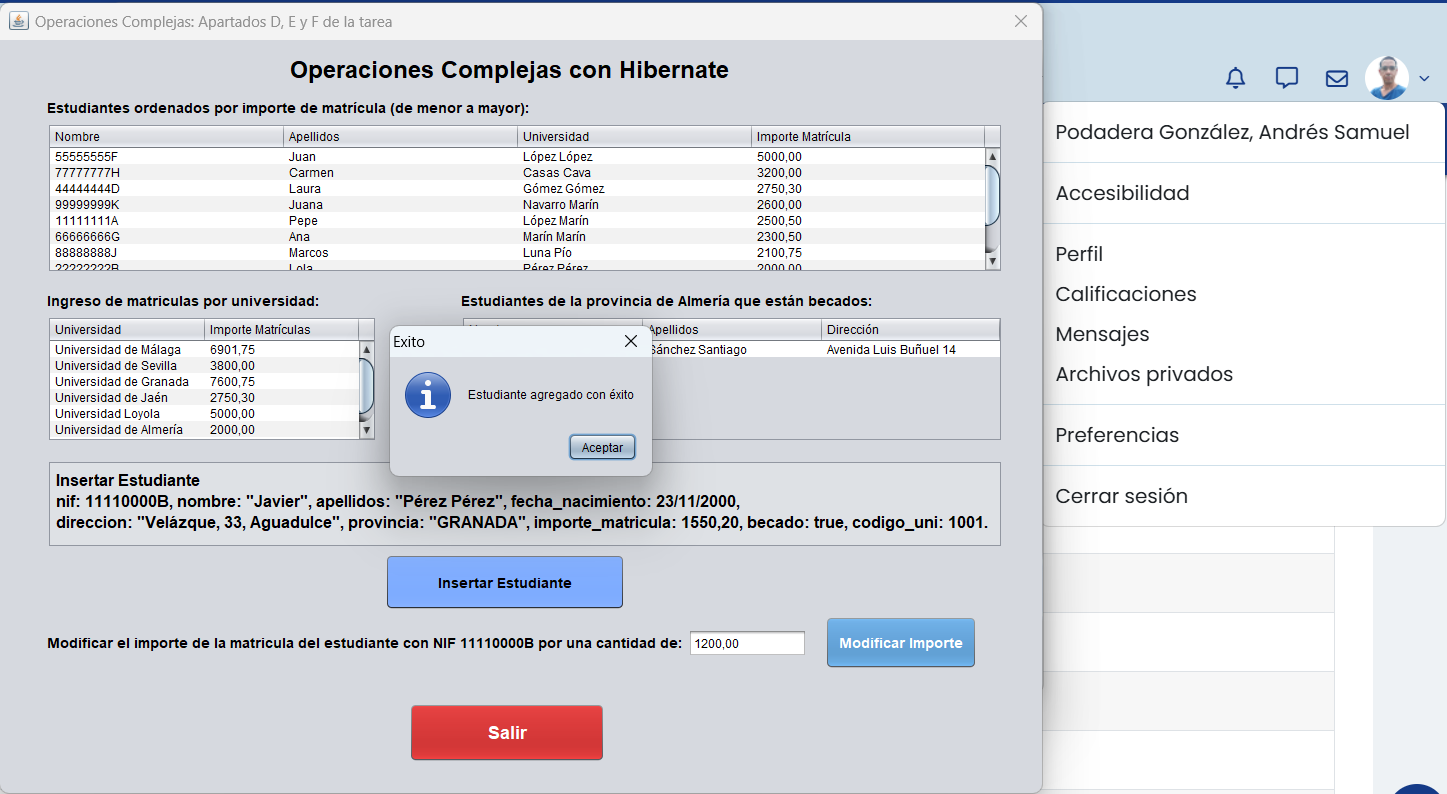 Operaciones Complejas: Apartados D, E y F de la tarea
Operaciones Complejas con Hibernate
Estudiantes ordenados por importe de matrícula (de menor a mayor):
Nombre Apellidos Universidad Importe Matrícula
55555555F Juan López López 5000,00
77777777H Carmen Casas Cava 3200,00
44444444D Laura Gómez Gómez 2750,30
99999999K Juana Navarro Marín 2600,00
11111111A Pepe López Marín 2500,50
66666666G Ana Marín Marín 2300,50
88888888J Marcos Luna Pío 2100,75
22222222B Lola Pérez Pérez 2000,00
Ingreso de matriculas por universidad:
Universidad Importe Matrículas
Universidad de Málaga 6901,75
Universidad de Sevilla 3800,00
Universidad de Granada 7600,75
Universidad de Jaén 2750,30
Universidad Loyola 5000,00
Universidad de Almería 2000,00
Estudiantes de la provincia de Almería que están becados:
Apellidos Dirección
Sánchez Santiago Avenida Luis Buñuel 14
Exito
Estudiante agregado con éxito
Aceptar
Insertar Estudiante
nif: 11110000B, nombre: "Javier", apellidos: "Pérez Pérez", fecha_nacimiento: 23/11/2000,
direccion: "Velázque, 33, Aguadulce", provincia: "GRANADA", importe_matricula: 1550,20, becado: true, codigo_uni: 1001.
Insertar Estudiante
Modificar el importe de la matricula del estudiante con NIF 11110000B por una cantidad de: 1200,00 Modificar Importe
Salir
Podadera González, Andrés Samuel
Accesibilidad
Perfil
Calificaciones
Mensajes
Archivos privados
Preferencias
Cerrar sesión